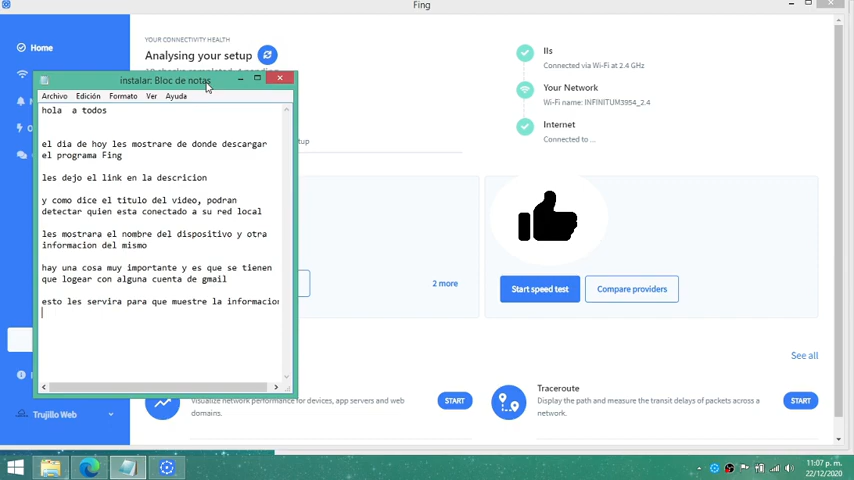 Fing
Home
YOUR CONNECTIVITY HEALTH
Analysing your setup
IIs
Connected via Wi-Fi at 2.4 GHz
Your Network
Wi-Fi name: INFINITUM3954_2.4
Internet
Connected to ...
instalar: Bloc de notas
Archivo Edición Formato Ver Ayuda
hola a todos
el dia de hoy les mostrare de donde descargar
el programa Fing
les dejo el link en la descricion
y como dice el titulo del video, podran
detectar quien esta conectado a su red local
les mostrara el nombre del dispositivo y otra
informacion del mismo
hay una cosa muy importante y es que se tienen
que logear con alguna cuenta de gmail
esto les servira para que muestre la informacion
2 more
Start speed test
Compare providers
See all
Visualize network performance for devices, app servers and web
domains.
START
Traceroute
Display the path and measure the transit delays of packets across a
network.
START
Trujillo Web
11:07 p. m.
22/12/2020